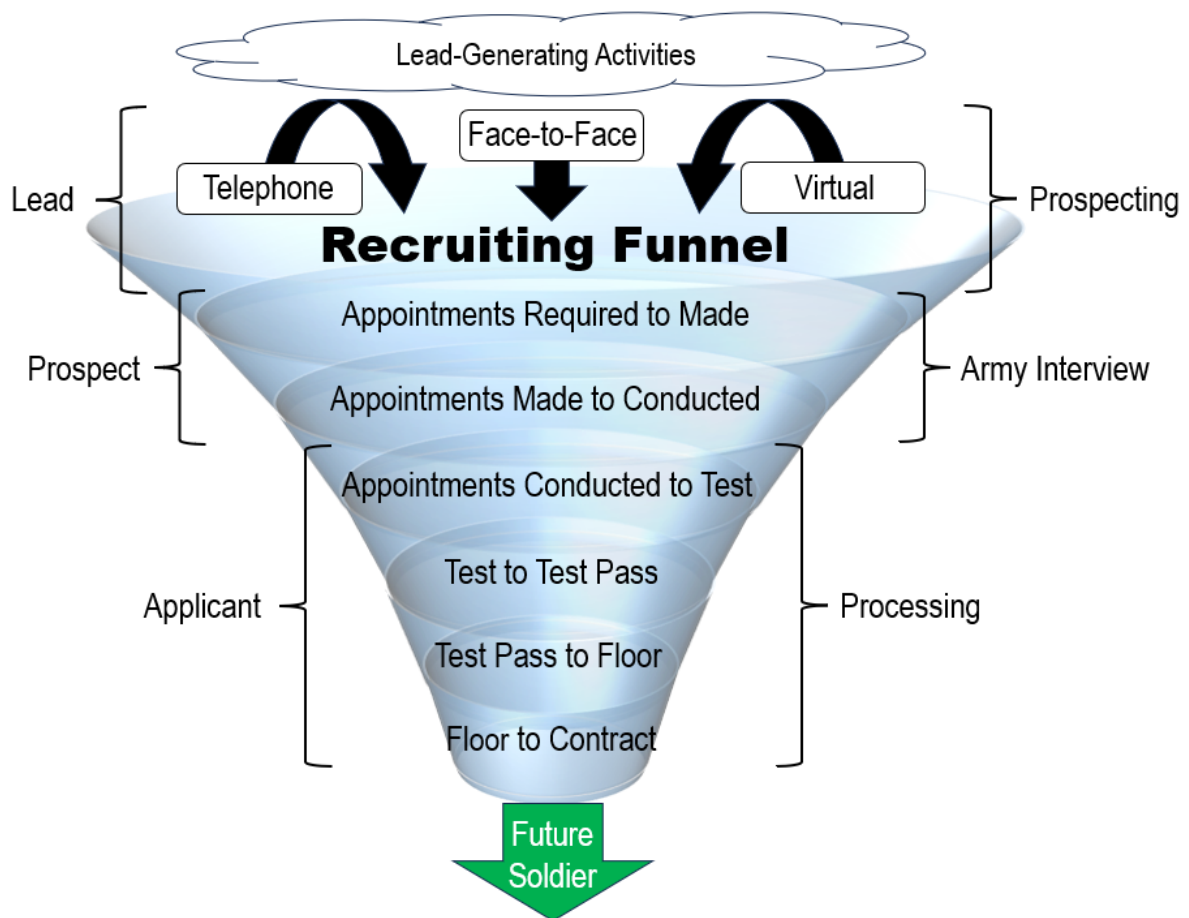 Lead-Generating Activities
Face-to-Face
Telephone
Virtual
Lead
Prospecting
Recruiting Funnel
Appointments Required to Made
Prospect
Army Interview
Appointments Made to Conducted
Appointments Conducted to Test
Test to Test Pass
Applicant
Processing
Test Pass to Floor
Floor to Contract
Future
Soldier